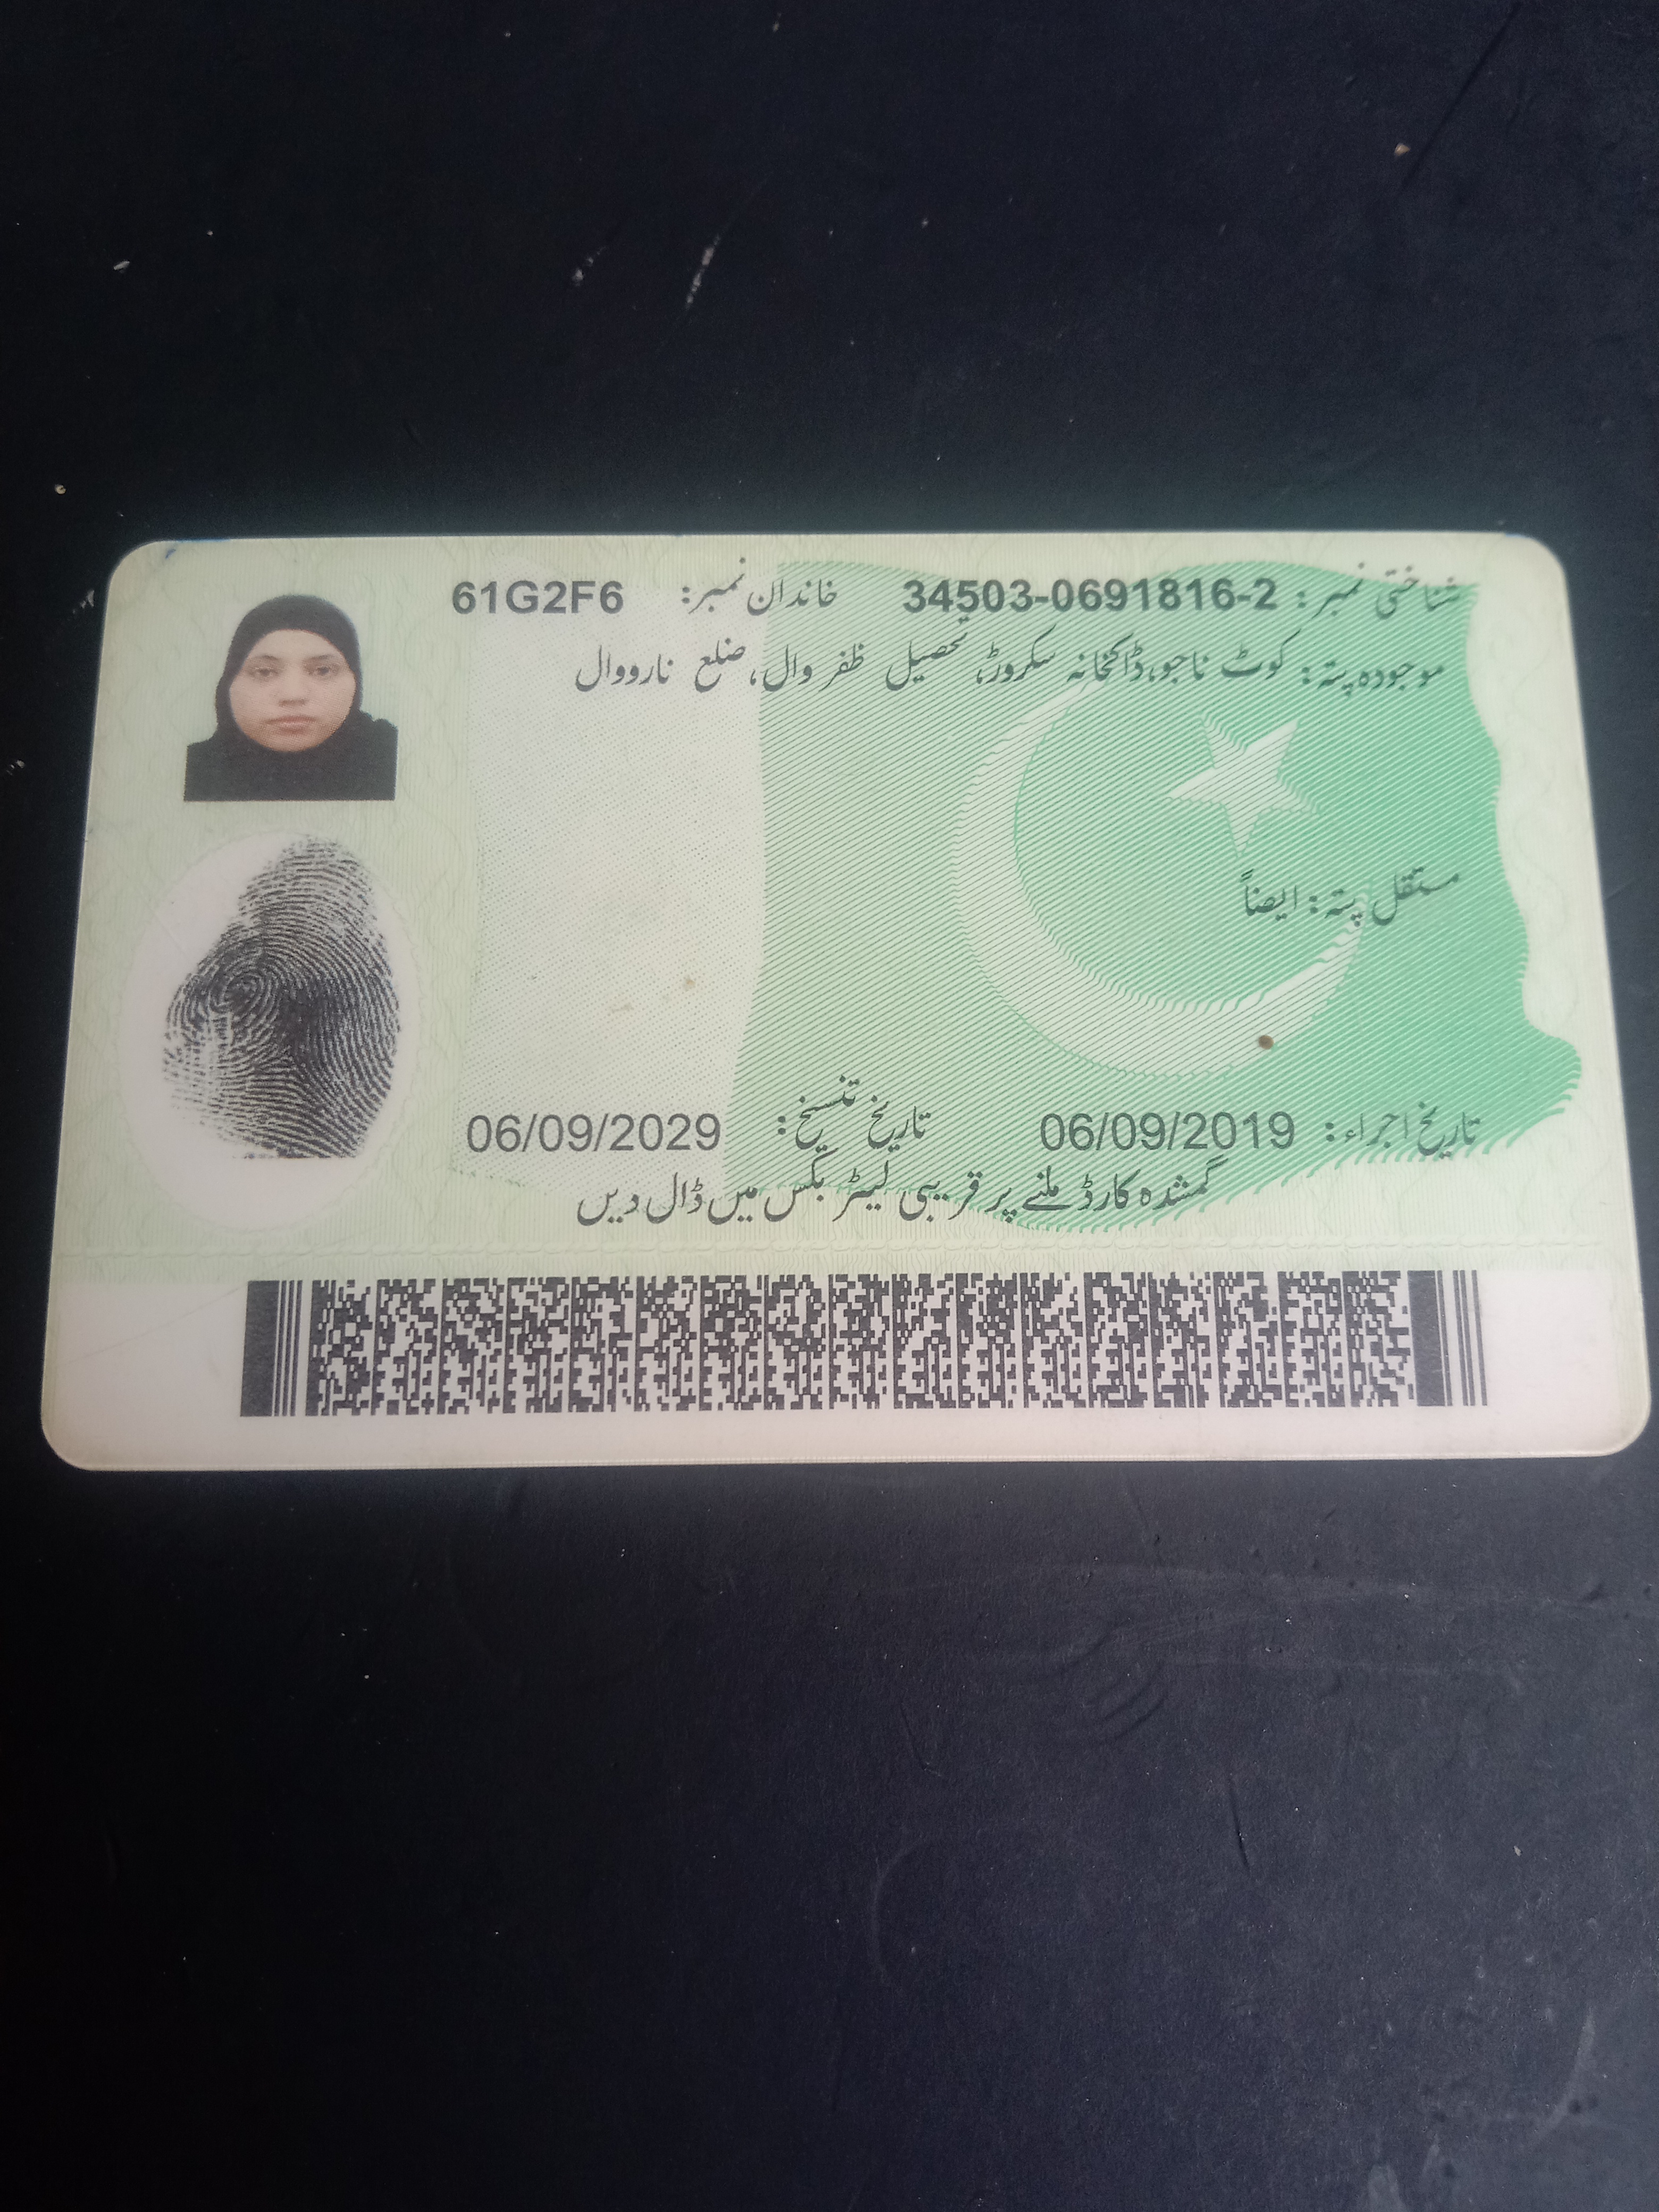 شناختی نمبر: 34503-0691816-2 خاندان نمبر: 61G2F6
موجودہ پتہ: کوٹ ناجو، ڈاکخانہ سکروڑ، تحصیل ظفر وال، ضلع نارووال
مستقل پتہ: ایضاً
تاریخ اجراء: 06/09/2019 تاریخ تنسیخ: 06/09/2029
گمشدہ کارڈ ملنے پر قریبی لیٹر بکس میں ڈال دیں